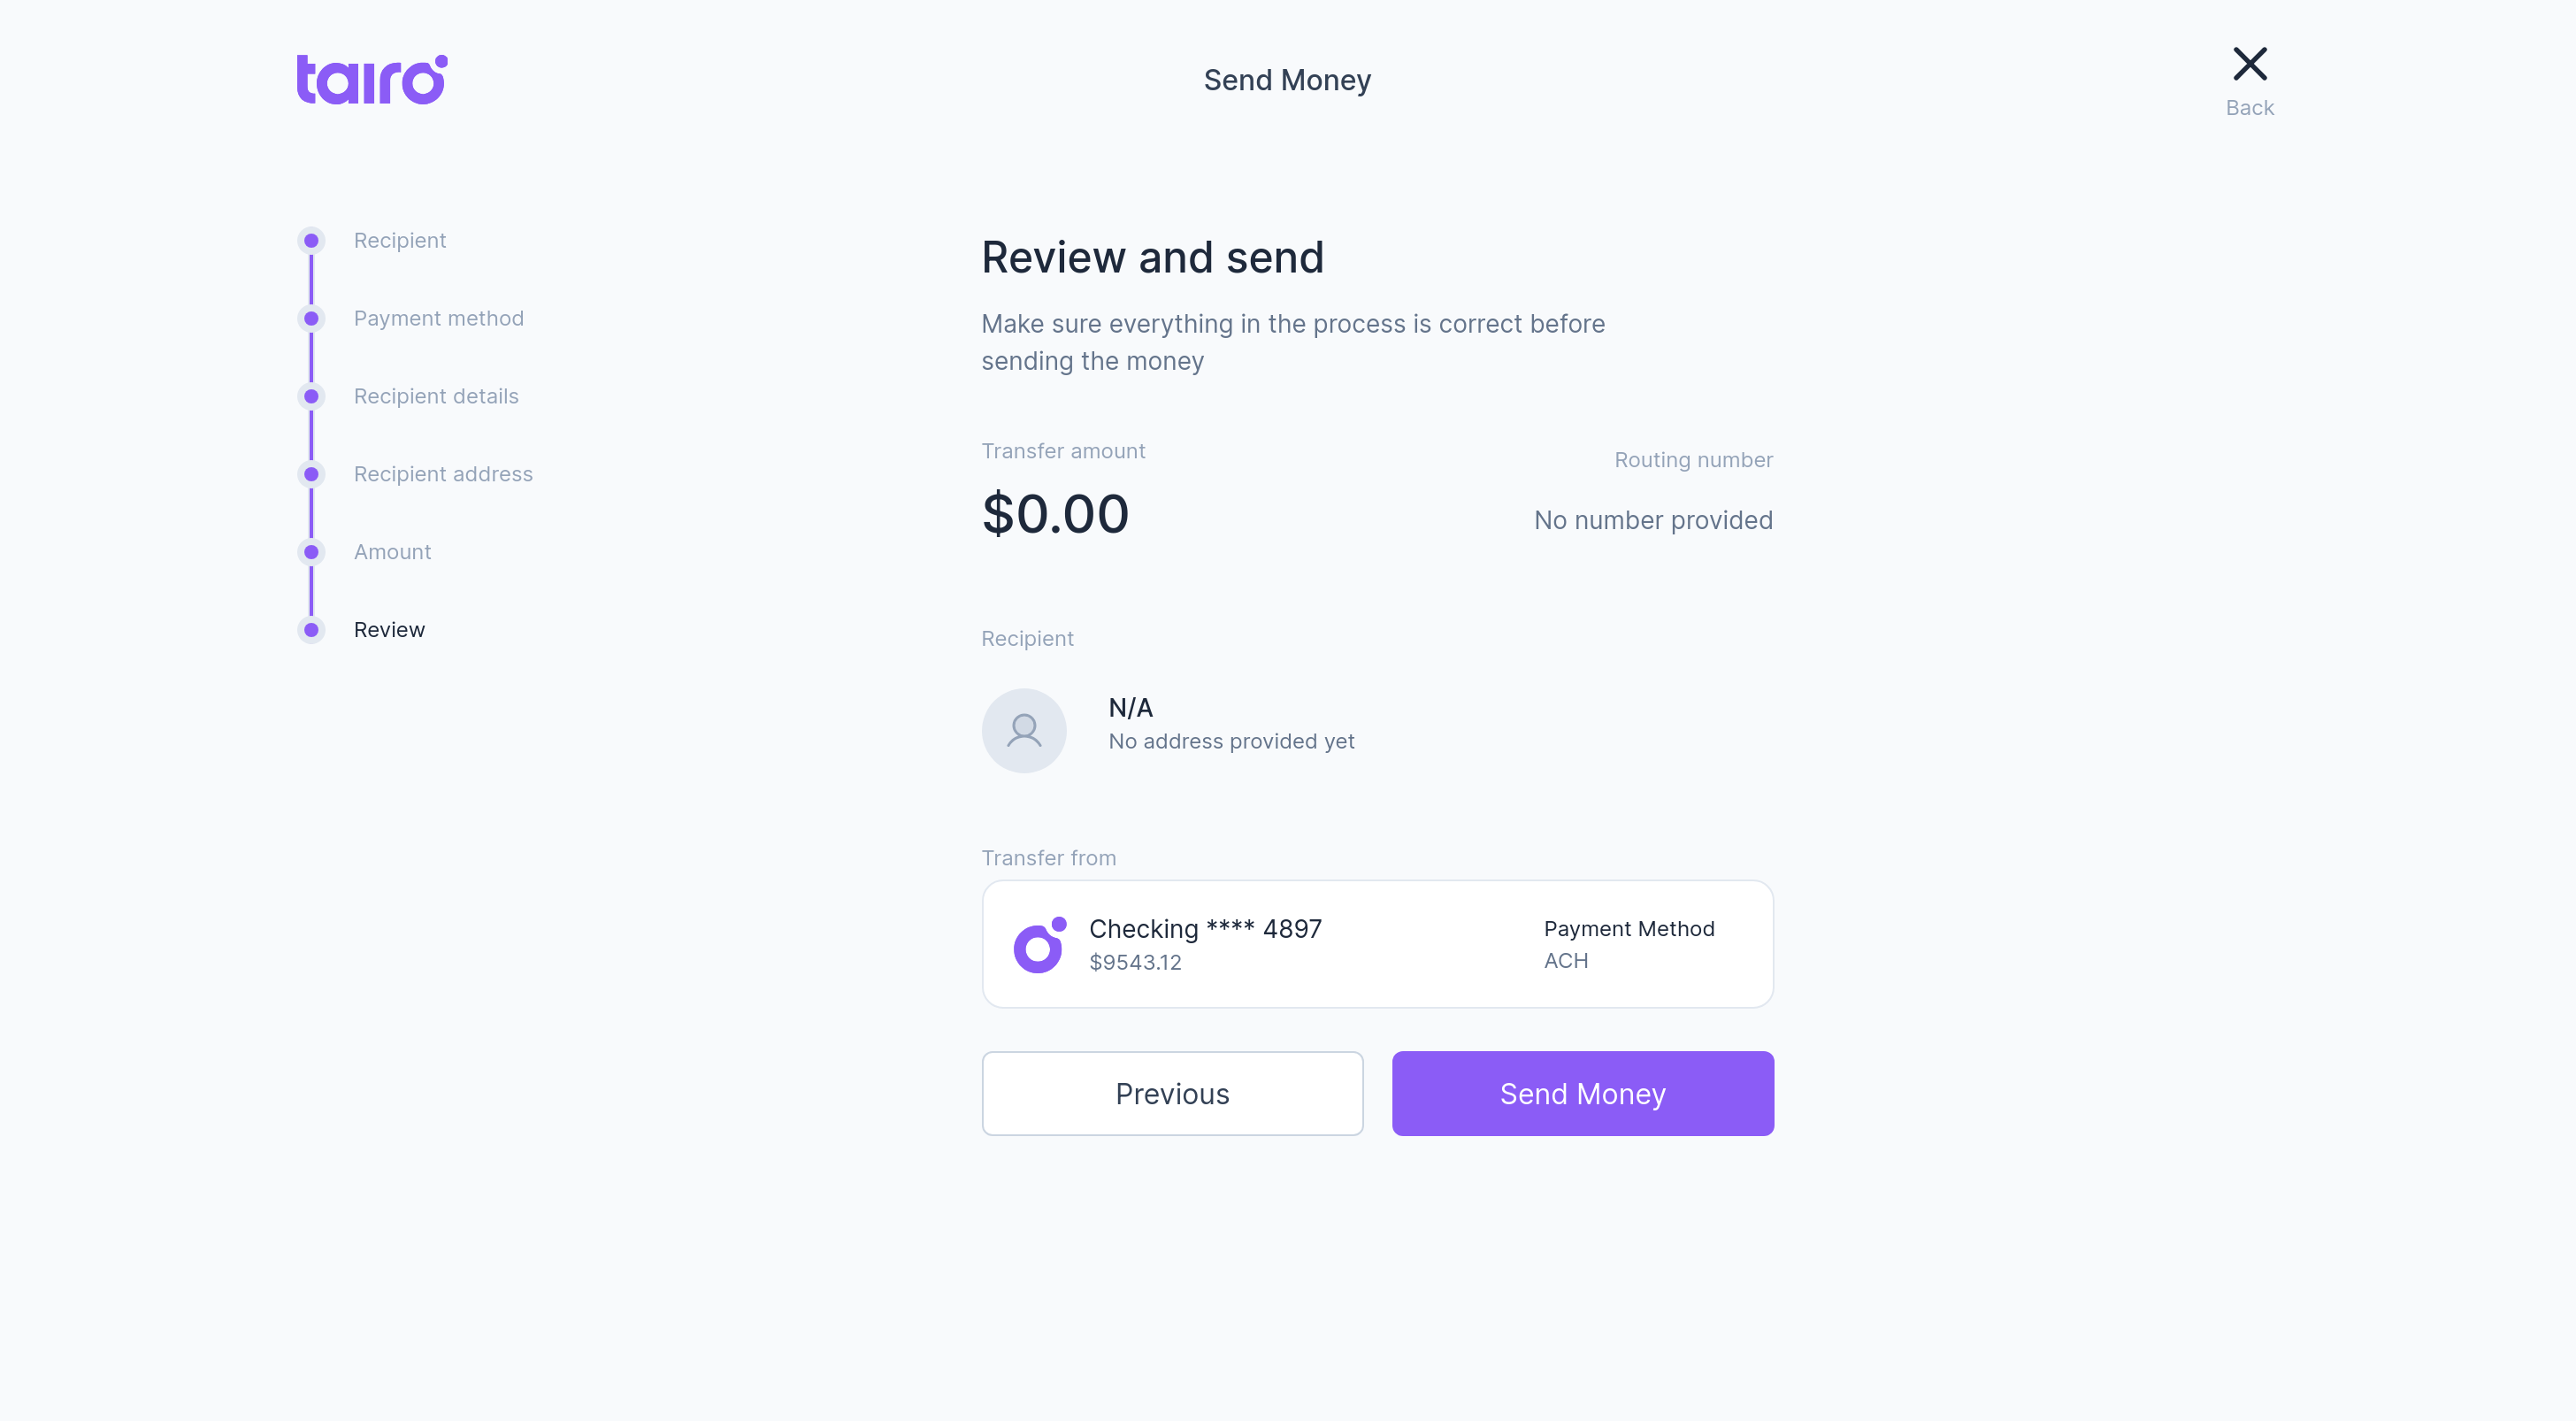 tairo
Send Money
Back
Recipient
Payment method
Recipient details
Recipient address
Amount
Review
Review and send
Make sure everything in the process is correct before
sending the money
Transfer amount
$0.00
Routing number
No number provided
Recipient
N/A
No address provided yet
Transfer from
Checking **** 4897
$9543.12
Payment Method
ACH
Previous
Send Money